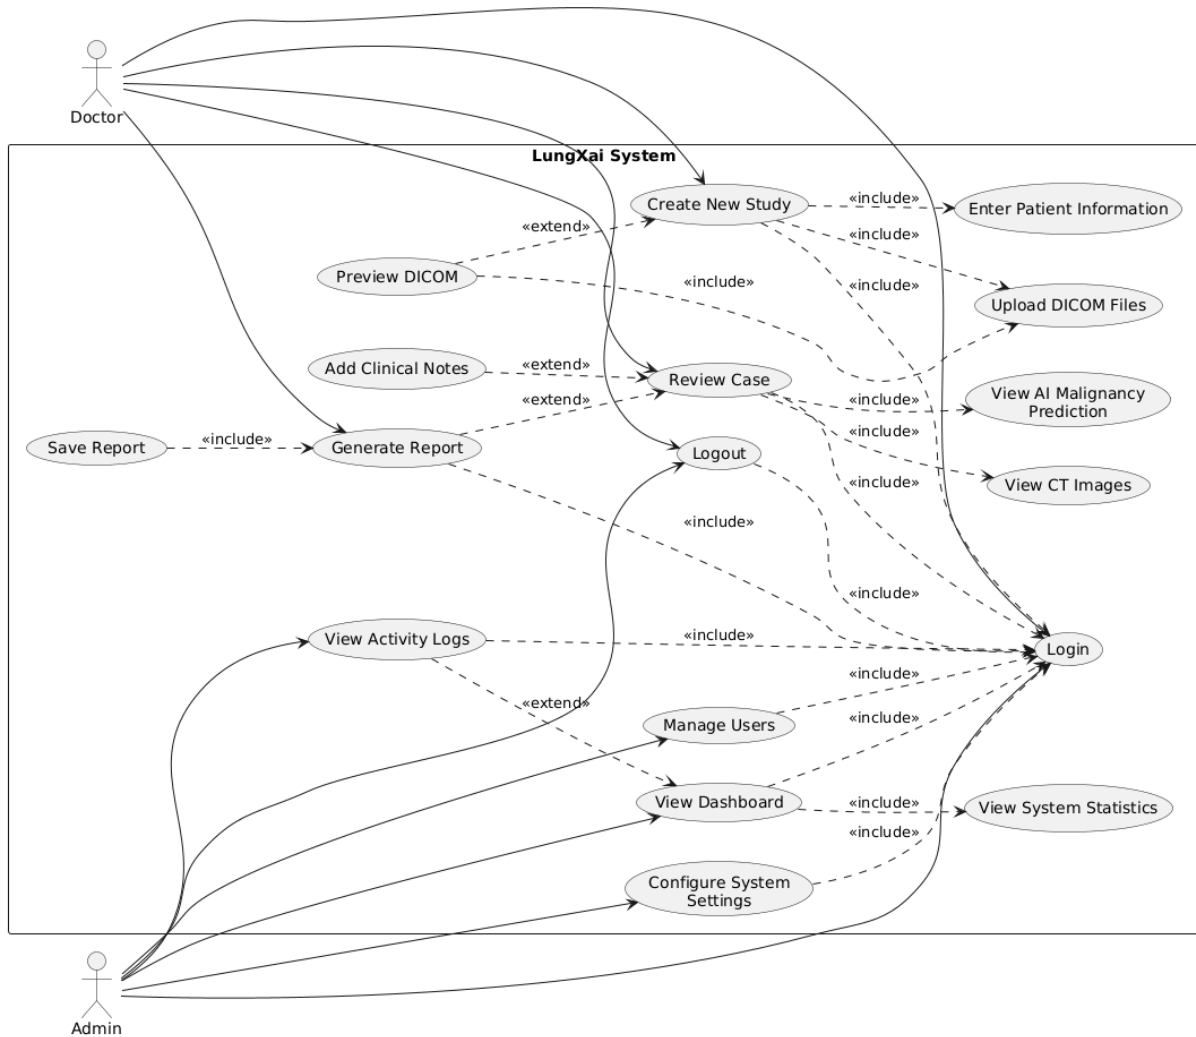 Doctor
LungXai System
Create New Study
«include»
Enter Patient Information
«extend»
«include»
Preview DICOM
«include»
«include»
Upload DICOM Files
Add Clinical Notes
«extend»
Review Case
«include»
View AI Malignancy
Prediction
«extend»
«include»
Save Report
«include»
Generate Report
Logout
«include»
View CT Images
«include»
«include»
View Activity Logs
«include»
Login
«include»
«extend»
Manage Users
«include»
View Dashboard
«include»
View System Statistics
«include»
Configure System
Settings
Admin